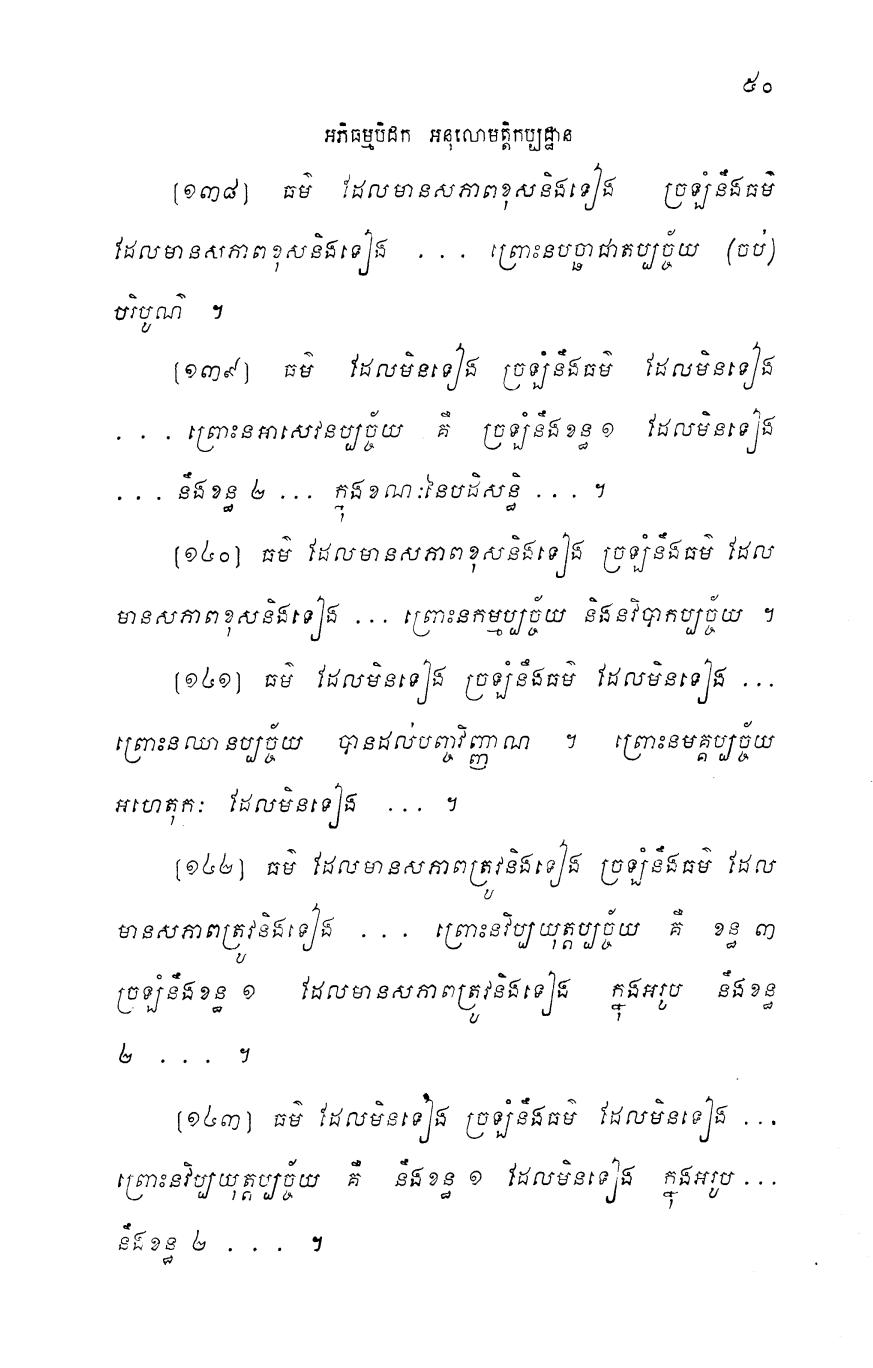 ៥០
អភិធម្មបិដក អនុលោមត្តិកប្បដ្ឋាន
[១៣៨] ធម៌ ដែលមានសភាពខុសនិងទៀង ច្រឡំនឹងធម៌
ដែលមានសភាពខុសនិងទៀង . . . ព្រោះនបច្ឆាជាតប្បច្ច័យ (ចប់)
បរិបូណ៌ ។
[១៣៩] ធម៌ ដែលមិនទៀង ច្រឡំនឹងធម៌ ដែលមិនទៀង
. . . ព្រោះនអាសេវនប្បច្ច័យ គឺ ច្រឡំនឹងខន្ធ ១ ដែលមិនទៀង
. . . នឹងខន្ធ ២ ... ក្នុងខណៈនៃបដិសន្ធិ . . . ។
[១៤០] ធម៌ ដែលមានសភាពខុសនិងទៀង ច្រឡំនឹងធម៌ ដែល
មានសភាពខុសនិងទៀង ... ព្រោះនកម្មប្បច្ច័យ និងនវិបាកប្បច្ច័យ ។
[១៤១] ធម៌ ដែលមិនទៀង ច្រឡំនឹងធម៌ ដែលមិនទៀង ...
ព្រោះនឈានប្បច្ច័យ បានដល់បញ្ចវិញ្ញាណ ។ ព្រោះនមគ្គប្បច្ច័យ
អហេតុកៈ ដែលមិនទៀង ... ។
[១៤២] ធម៌ ដែលមានសភាពត្រូវនិងទៀង ច្រឡំនឹងធម៌ ដែល
មានសភាពត្រូវនិងទៀង . . . ព្រោះនវិប្បយុត្តប្បច្ច័យ គឺ ខន្ធ ៣
ច្រឡំនឹងខន្ធ ១ ដែលមានសភាពត្រូវនិងទៀង ក្នុងអរូប នឹងខន្ធ
២ . . . ។
[១៤៣] ធម៌ ដែលមិនទៀង ច្រឡំនឹងធម៌ ដែលមិនទៀង ...
ព្រោះនវិប្បយុត្តប្បច្ច័យ គឺ នឹងខន្ធ ១ ដែលមិនទៀង ក្នុងអរូប ...
នឹងខន្ធ ២ . . . ។